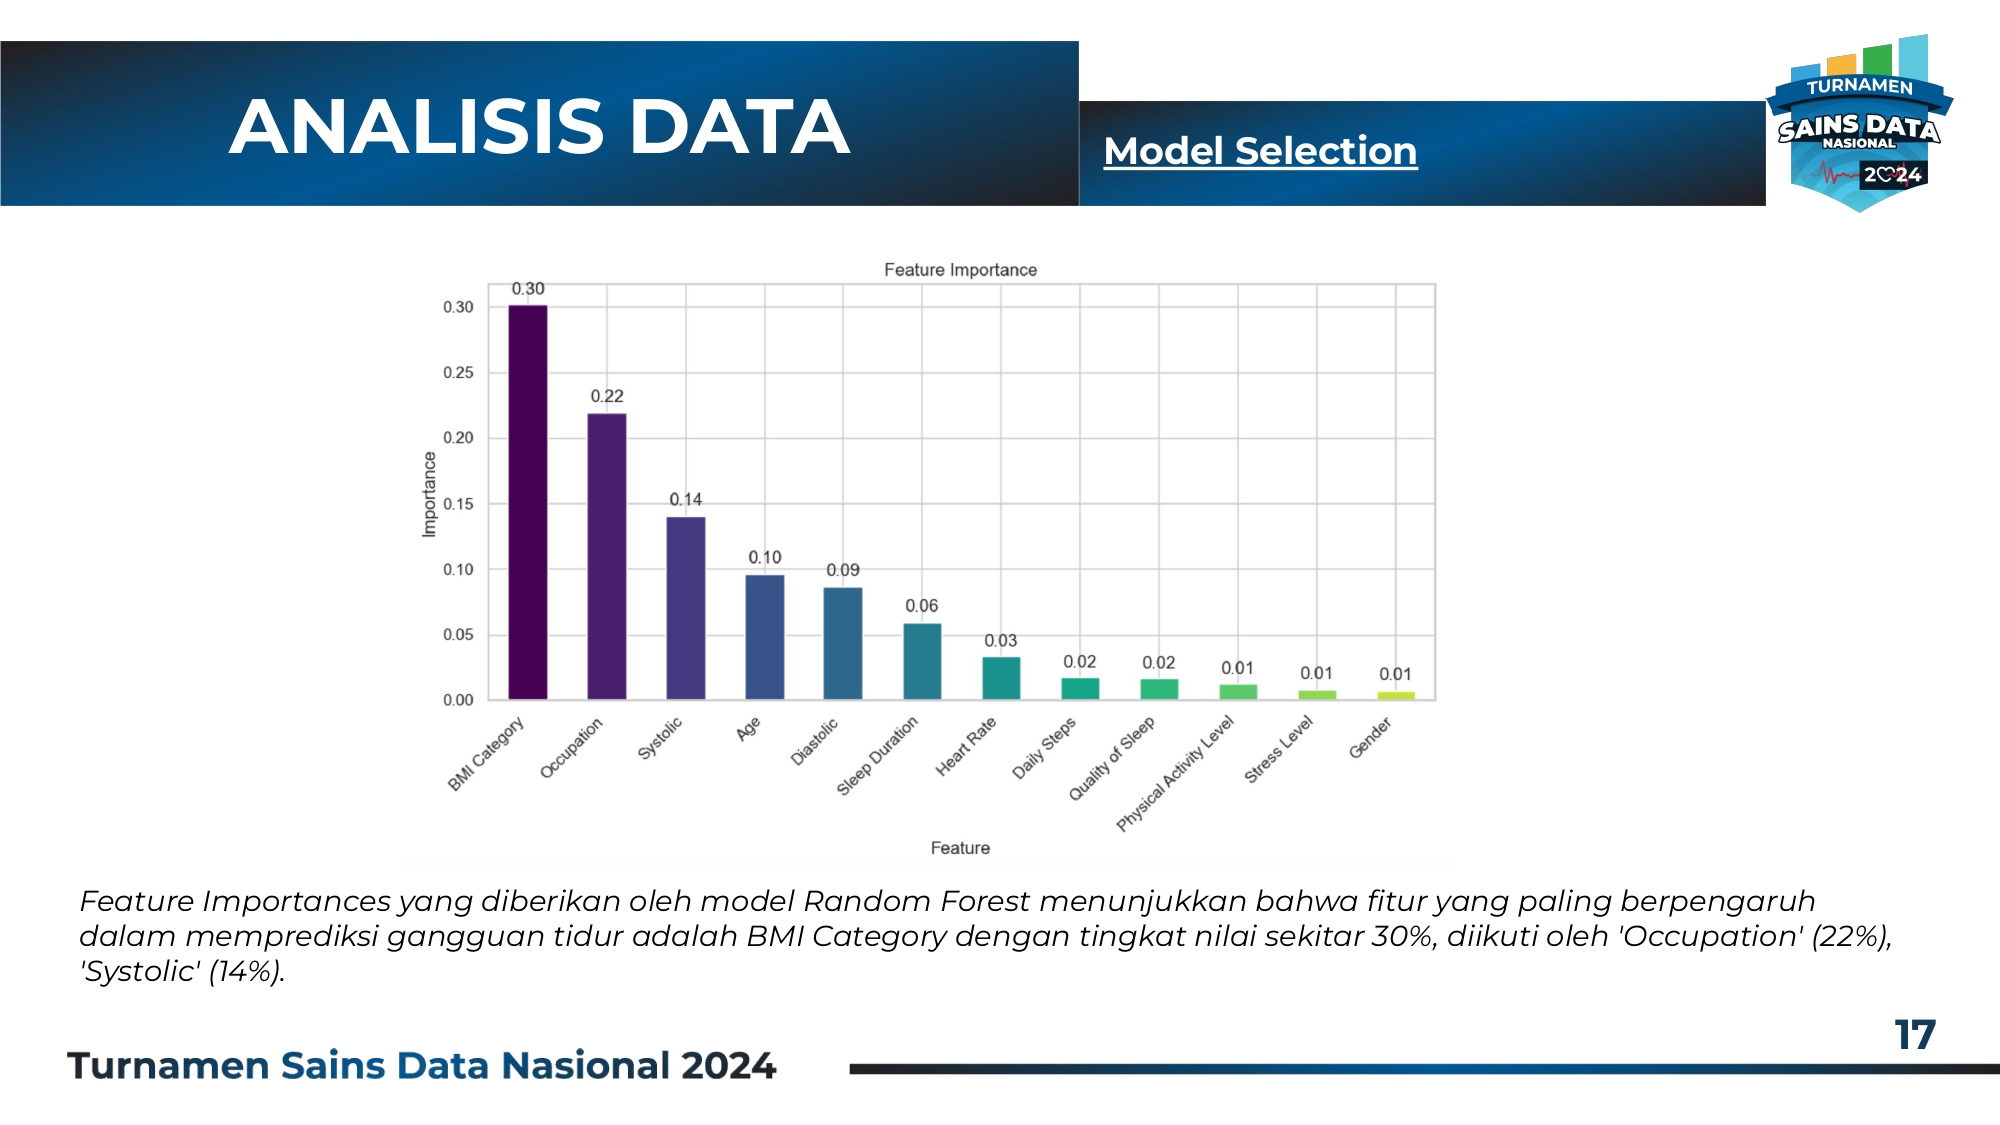 ANALISIS DATA
Model Selection
TURNAMEN
SAINS DATA
NASIONAL
2024
Feature Importance
Importance
0.30
0.25
0.20
0.15
0.10
0.05
0.00
0.30
0.22
0.14
0.10
0.09
0.06
0.03
0.02
0.02
0.01
0.01
0.01
BMI Category
Occupation
Systolic
Age
Diastolic
Sleep Duration
Heart Rate
Daily Steps
Quality of Sleep
Physical Activity Level
Stress Level
Gender
Feature
Feature Importances yang diberikan oleh model Random Forest menunjukkan bahwa fitur yang paling berpengaruh
dalam memprediksi gangguan tidur adalah BMI Category dengan tingkat nilai sekitar 30%, diikuti oleh 'Occupation' (22%),
'Systolic' (14%).
17
Turnamen Sains Data Nasional 2024